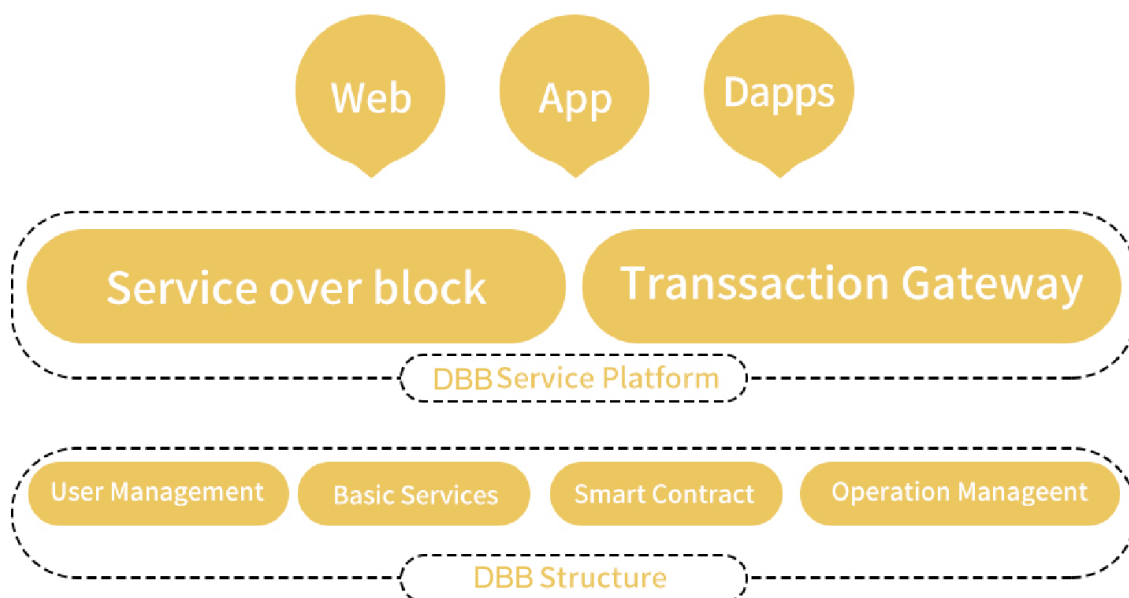 Web
App
Dapps
Service over block
Transsaction Gateway
DBB Service Platform
User Management
Basic Services
Smart Contract
Operation Manageent
DBB Structure